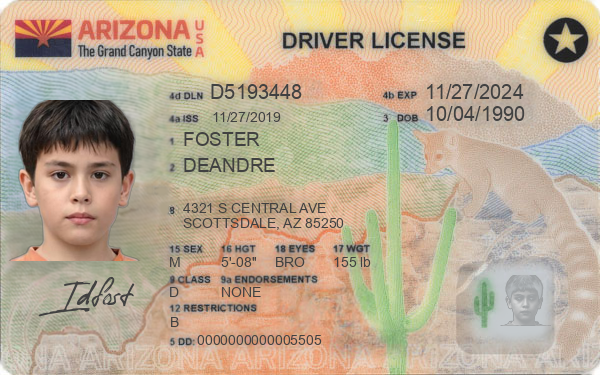 ARIZONA USA
The Grand Canyon State
DRIVER LICENSE
4d DLN D5193448
4b EXP 11/27/2024
4a ISS 11/27/2019
3 DOB 10/04/1990
1 FOSTER
2 DEANDRE
8 4321 S CENTRAL AVE
SCOTTSDALE, AZ 85250
15 SEX 16 HGT 18 EYES 17 WGT
M 5'-08" BRO 155 lb
9 CLASS 9a ENDORSEMENTS
D NONE
12 RESTRICTIONS
B
5 DD: 0000000000005505
ARIZONA ARIZONA ARIZONA ARIZONA AR